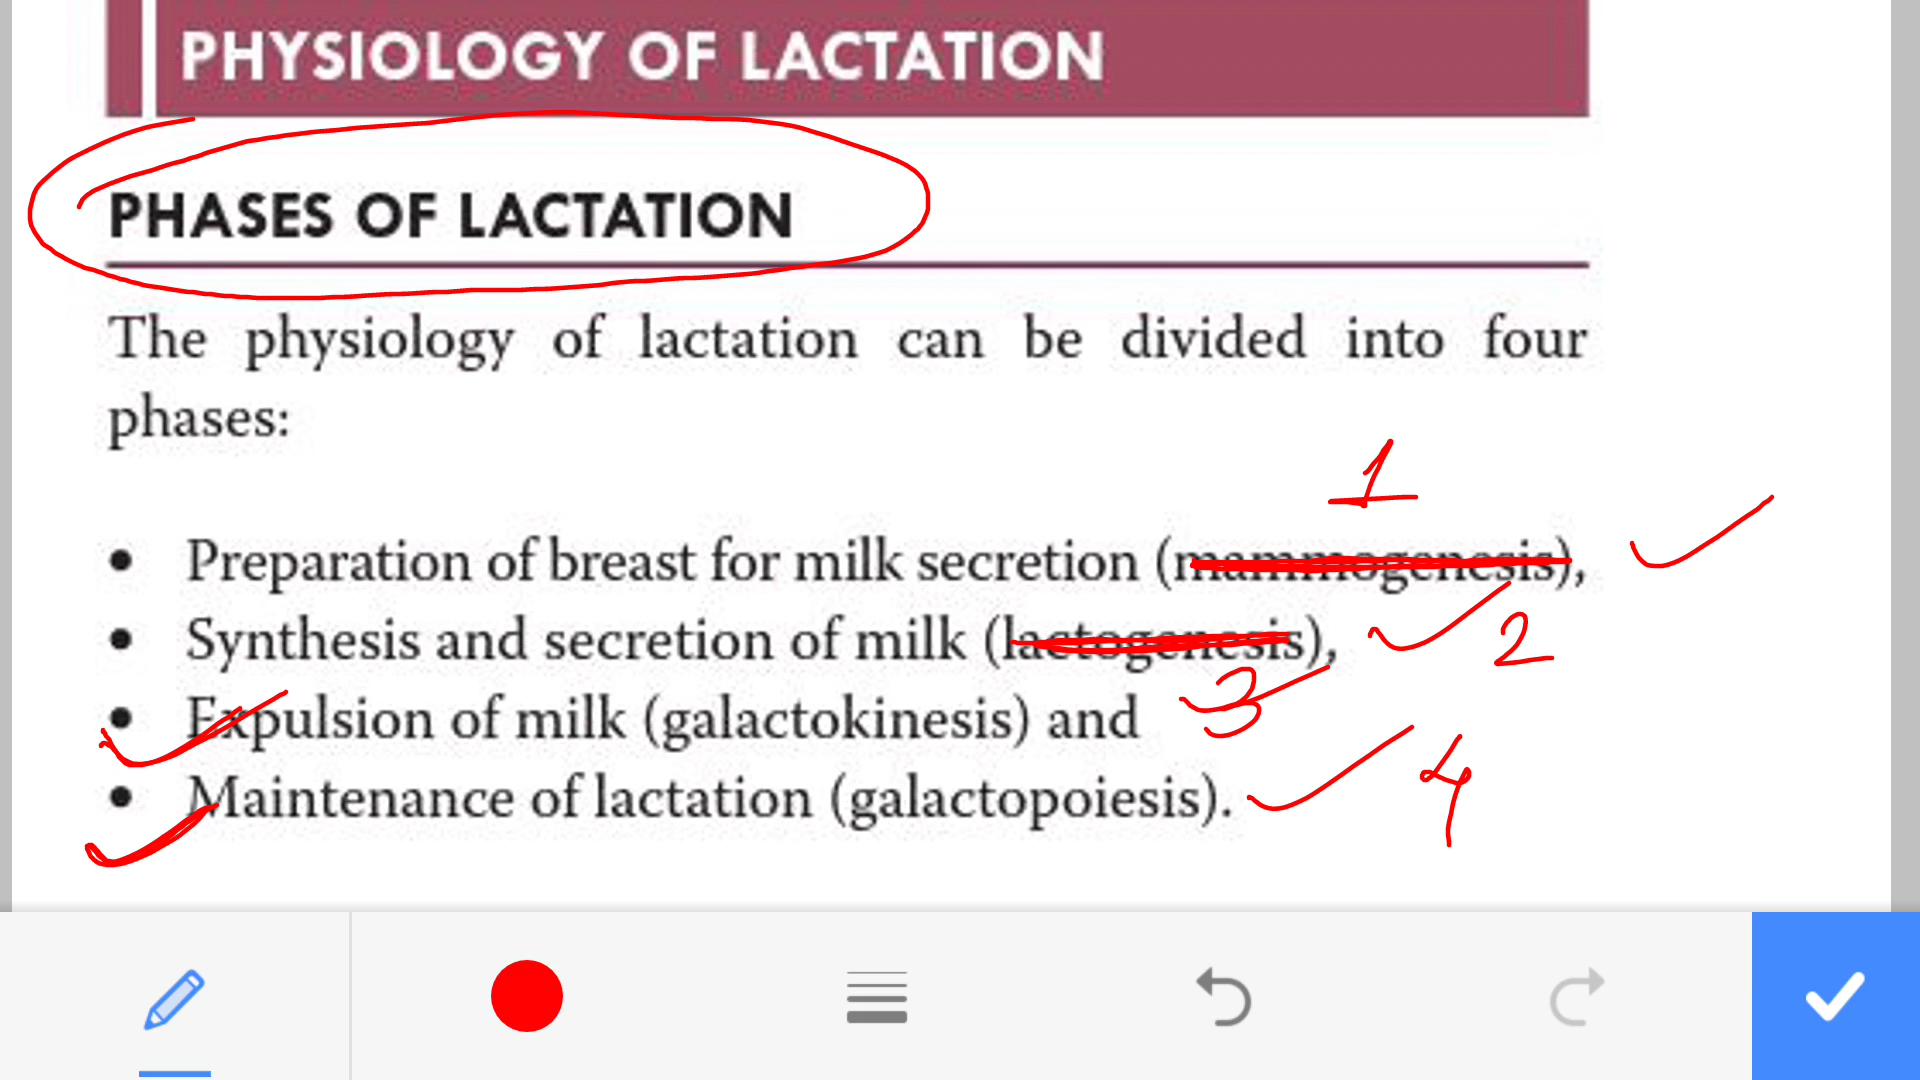 PHYSIOLOGY OF LACTATION
PHASES OF LACTATION
The physiology of lactation can be divided into four
phases:
1
• Preparation of breast for milk secretion (mammogenesis),
• Synthesis and secretion of milk (lactogenesis), 2
• Expulsion of milk (galactokinesis) and 3
• Maintenance of lactation (galactopoiesis). 4